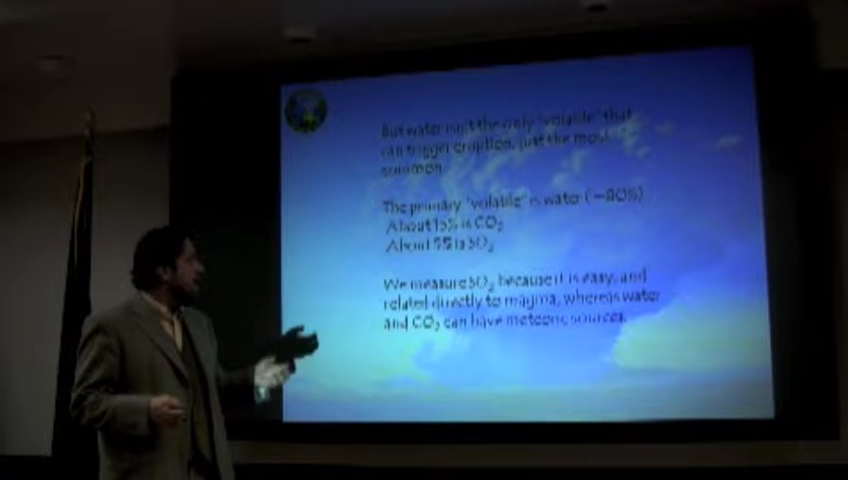 But water isn't the only "volatile" that
can trigger eruption, just the most
common.
The primary "volatile" is water (~80%)
About 15% is CO₂
About 5% is SO₂
We measure SO₂ because it is easy, and
related directly to magma, whereas water
and CO₂ can have meteoric sources.